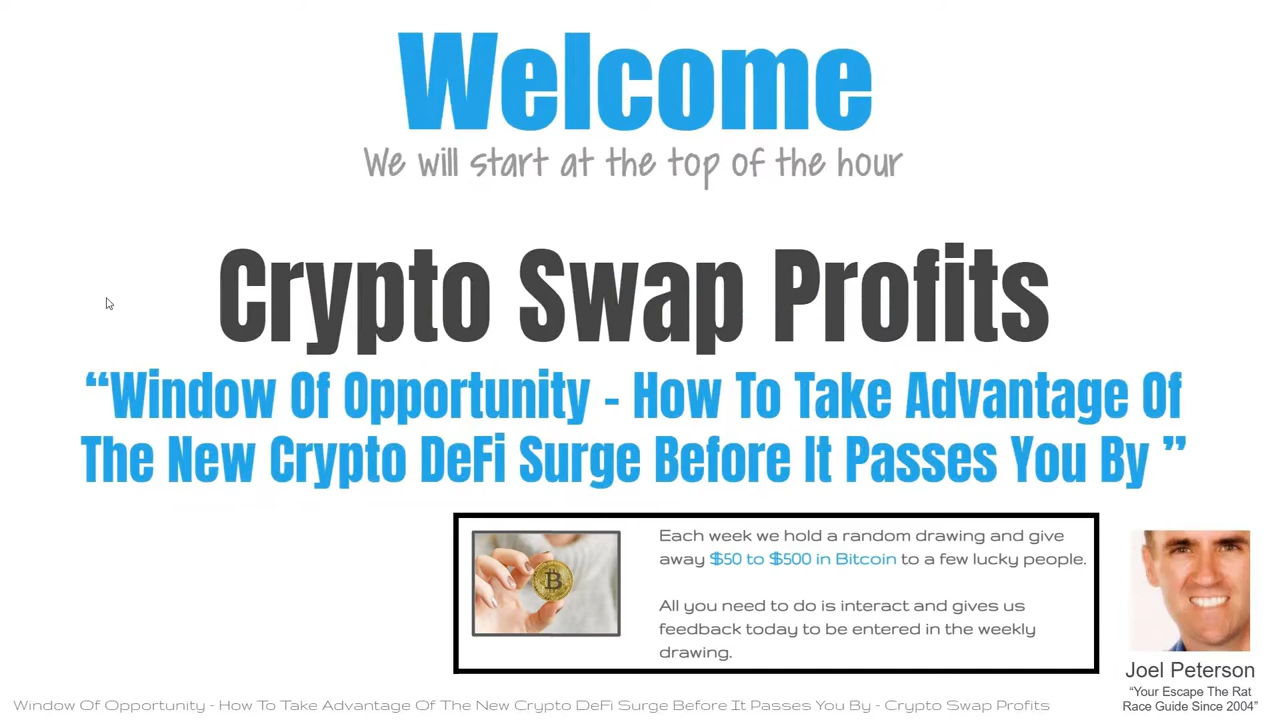 Welcome
We will start at the top of the hour
Crypto Swap Profits
“Window Of Opportunity - How To Take Advantage Of
The New Crypto DeFi Surge Before It Passes You By ”
Each week we hold a random drawing and give
away $50 to $500 in Bitcoin to a few lucky people.
All you need to do is interact and gives us
feedback today to be entered in the weekly
drawing.
Joel Peterson
“Your Escape The Rat
Race Guide Since 2004”
Window Of Opportunity - How To Take Advantage Of The New Crypto DeFi Surge Before It Passes You By - Crypto Swap Profits